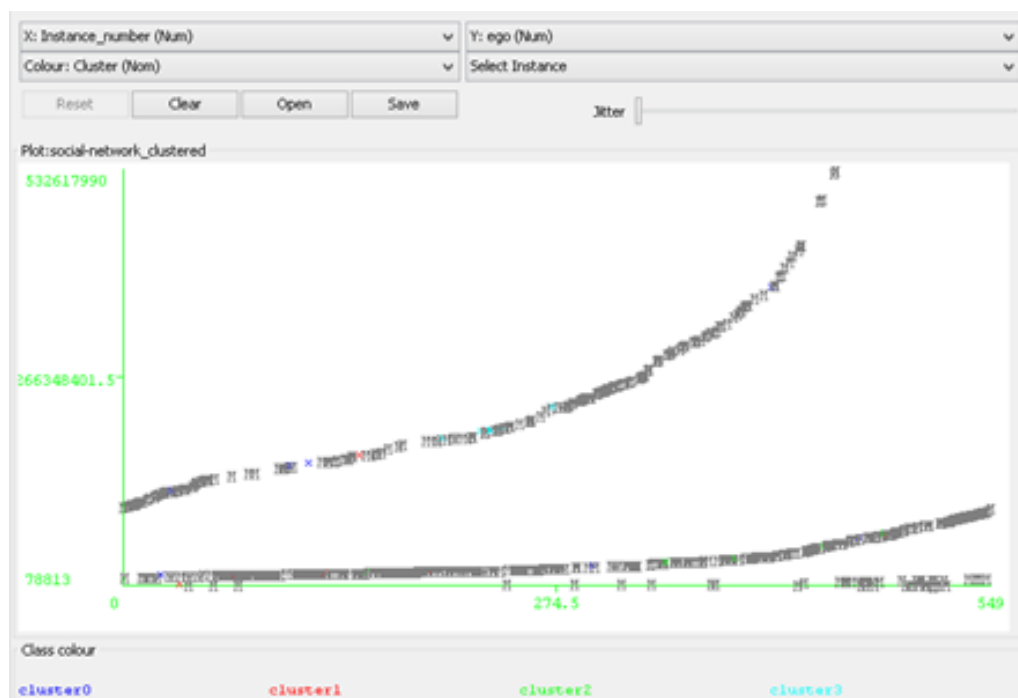 X: Instance_number (Num) Y: ego (Num)
Colour: Cluster (Nom) Select Instance
Reset Clear Open Save Jitter
Plot:social-network_clustered
532617990
266348401.5
78813
0 274.5 549
Class colour
cluster0 cluster1 cluster2 cluster3